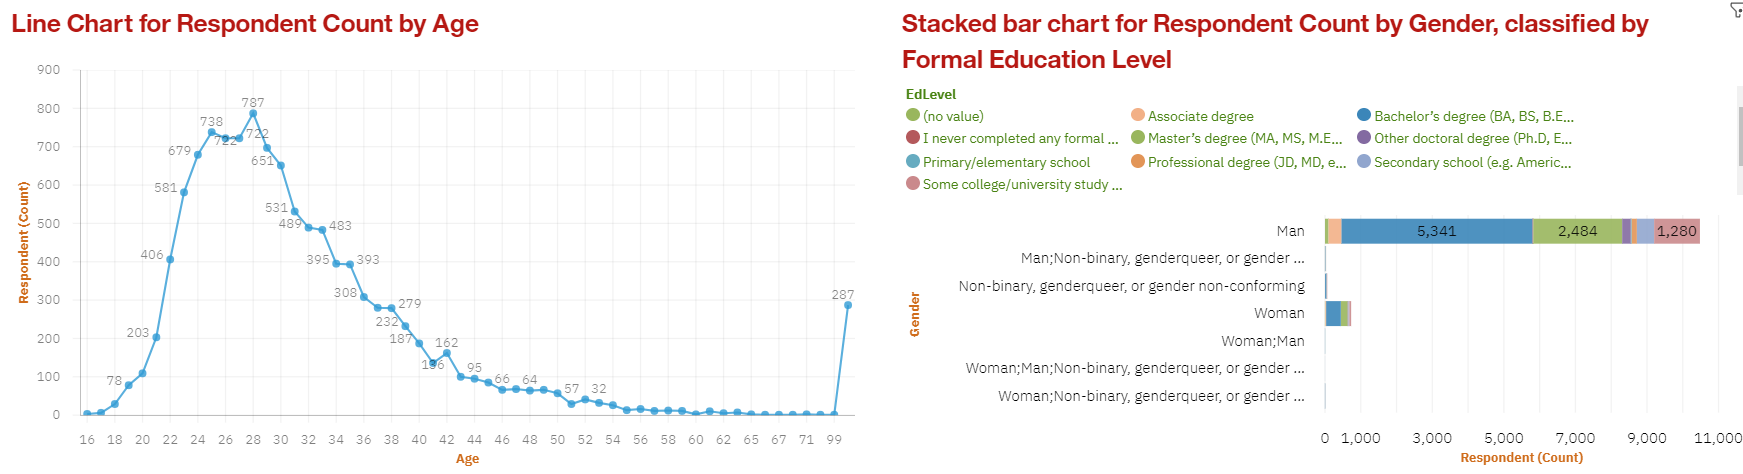 Line Chart for Respondent Count by Age
900
800
700
600
500
400
300
200
100
0
Respondent (Count)
78
203
406
581
679
738
722
787
722
651
531
489
483
395
393
308
279
232
187
136
162
95
66
64
57
32
287
16 18 20 22 24 26 28 30 32 34 36 38 40 42 44 46 48 50 52 54 56 58 60 62 65 67 71 99
Age
Stacked bar chart for Respondent Count by Gender, classified by
Formal Education Level
EdLevel
(no value) Associate degree Bachelor's degree (BA, BS, B.E...
I never completed any formal ... Master's degree (MA, MS, M.E... Other doctoral degree (Ph.D, E...
Primary/elementary school Professional degree (JD, MD, e... Secondary school (e.g. Americ...
Some college/university study ...
Gender
Man 5,341 2,484 1,280
Man;Non-binary, genderqueer, or gender ...
Non-binary, genderqueer, or gender non-conforming
Woman
Woman;Man
Woman;Man;Non-binary, genderqueer, or gender ...
Woman;Non-binary, genderqueer, or gender ...
0 1,000 3,000 5,000 7,000 9,000 11,000
Respondent (Count)